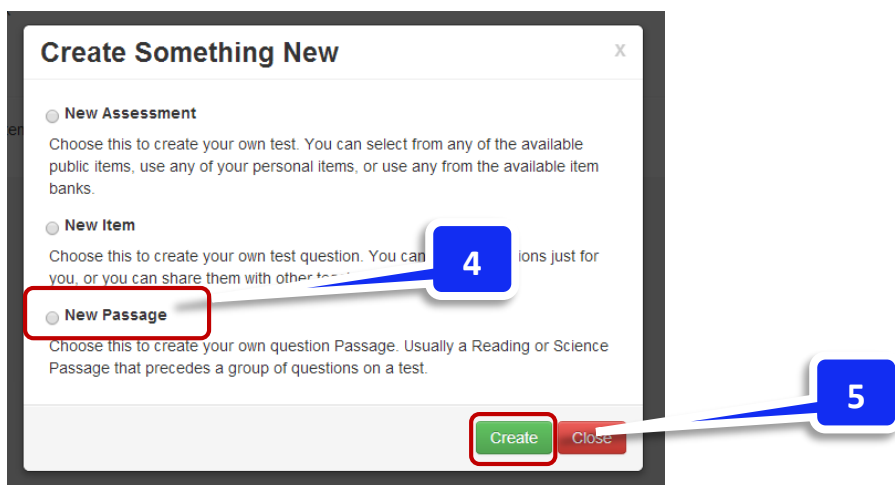 Create Something New
x
New Assessment
Choose this to create your own test. You can select from any of the available
public items, use any of your personal items, or use any from the available item
banks.
New Item
Choose this to create your own test question. You can ions just for
you, or you can share them with other
4
New Passage
Choose this to create your own question Passage. Usually a Reading or Science
Passage that precedes a group of questions on a test.
5
Create Close